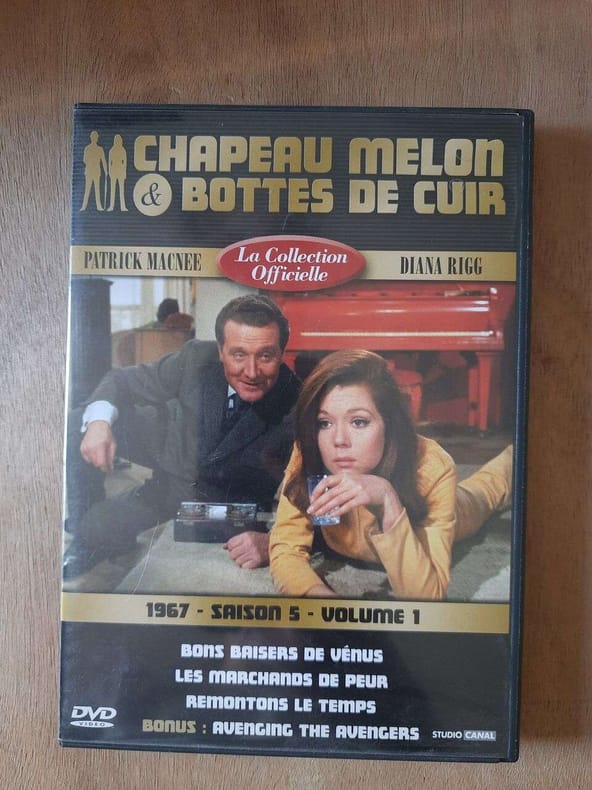 CHAPEAU MELON
& BOTTES DE CUIR
PATRICK MACNEE
La Collection
Officielle
DIANA RIGG
1967 - SAISON 5 - VOLUME 1
BONS BAISERS DE VÉNUS
LES MARCHANDS DE PEUR
REMONTONS LE TEMPS
BONUS : AVENGING THE AVENGERS
DVD
VIDEO
STUDIO CANAL